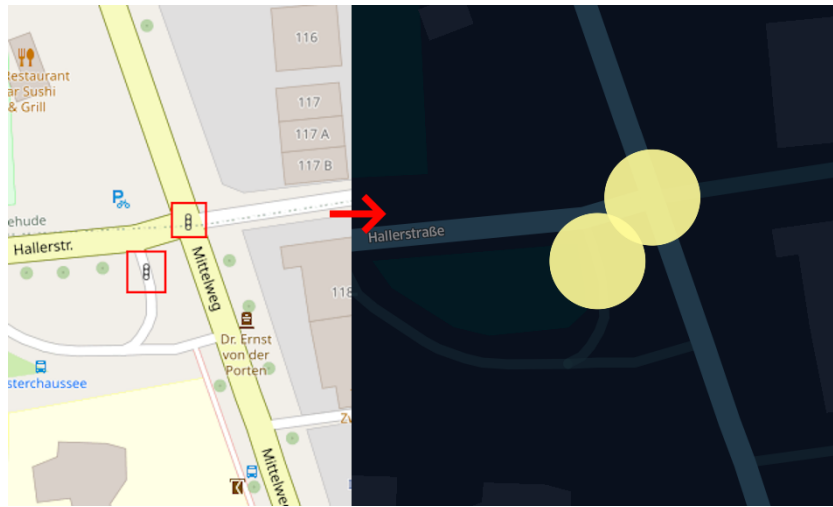 116
Restaurant
ar Sushi
& Grill
117
117 A
117 B
ehude
Hallerstr.
Mittelweg
118
Dr. Ernst
von der
Porten
sterchaussee
Mittelweg
Hallerstraße